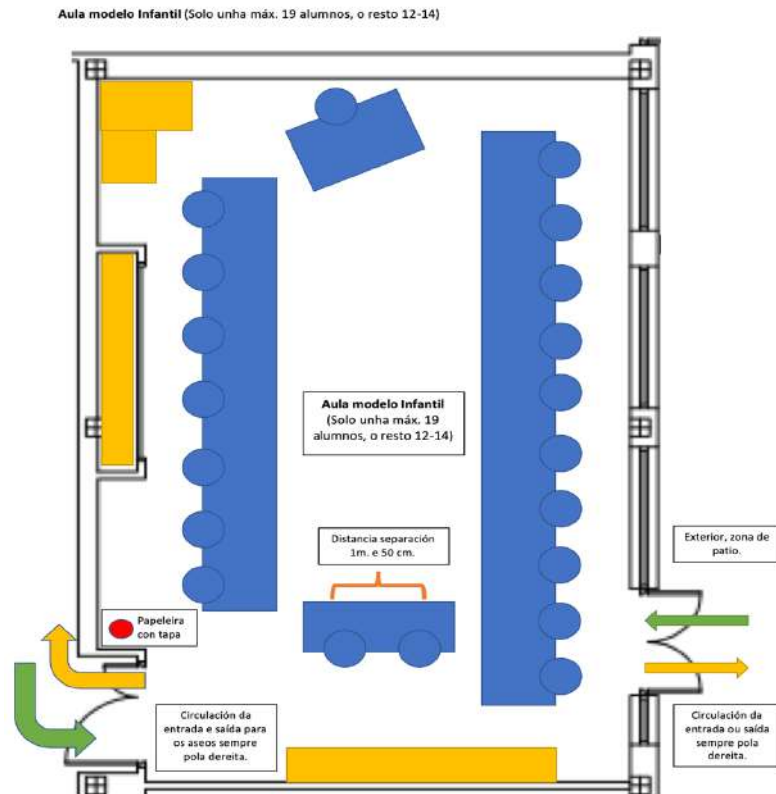 Aula modelo Infantil (Solo unha máx. 19 alumnos, o resto 12-14)
Aula modelo Infantil
(Solo unha máx. 19
alumnos, o resto 12-14)
Distancia separación
1m. e 50 cm.
Exterior, zona de
patio.
Papeleira
con tapa
Circulación da
entrada e saída para
os aseos sempre
pola dereita.
Circulación da
entrada ou saída
sempre pola
dereita.